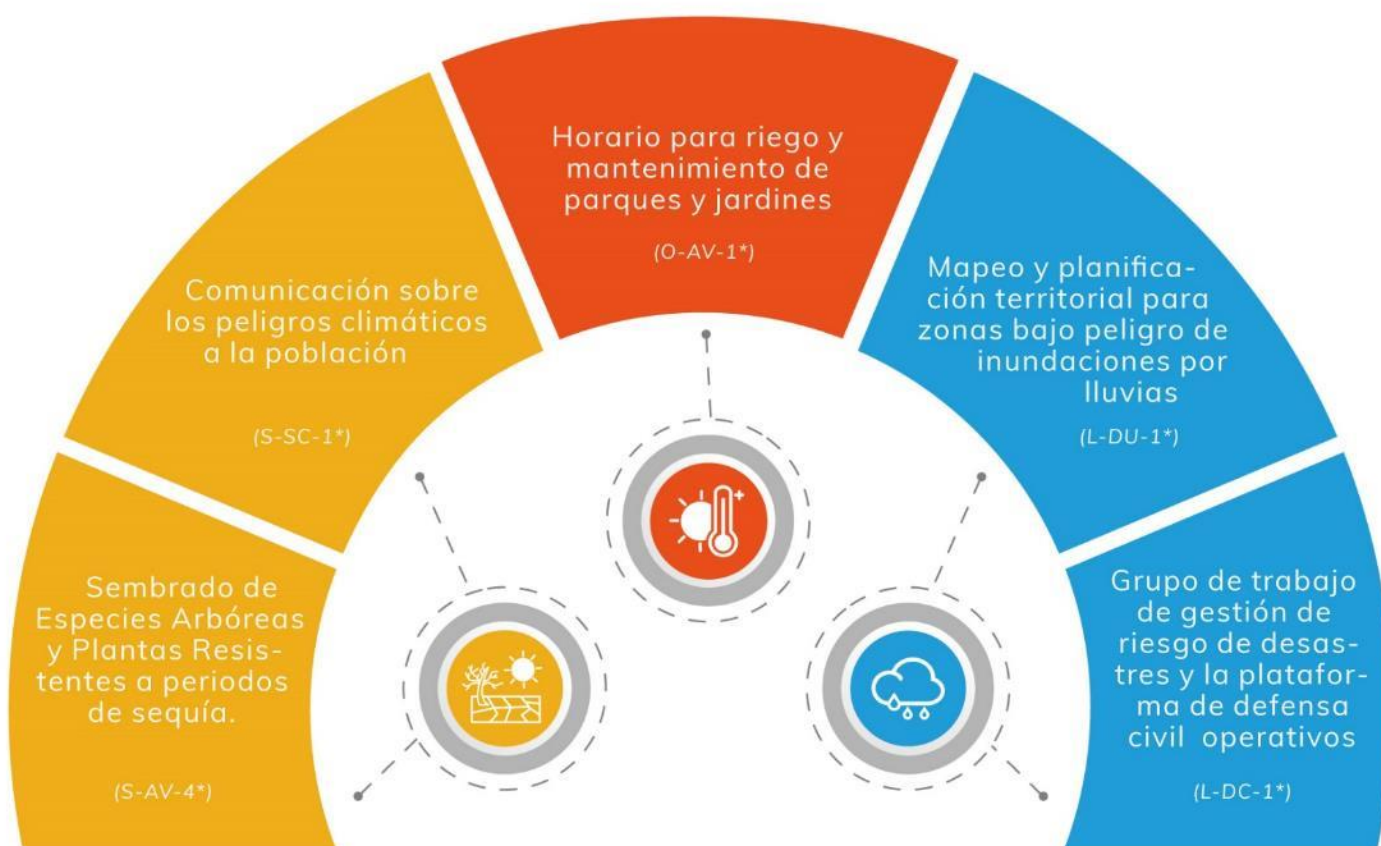 Horario para riego y
mantenimiento de
parques y jardines
(O-AV-1*)
Comunicación sobre
los peligros climáticos
a la población
(S-SC-1*)
Mapeo y planifica-
ción territorial para
zonas bajo peligro de
inundaciones por
lluvias
(L-DU-1*)
Sembrado de
Especies Arbóreas
y Plantas Resis-
tentes a periodos
de sequía.
(S-AV-4*)
Grupo de trabajo
de gestión de
riesgo de desas-
tres y la platafor-
ma de defensa
civil operativos
(L-DC-1*)